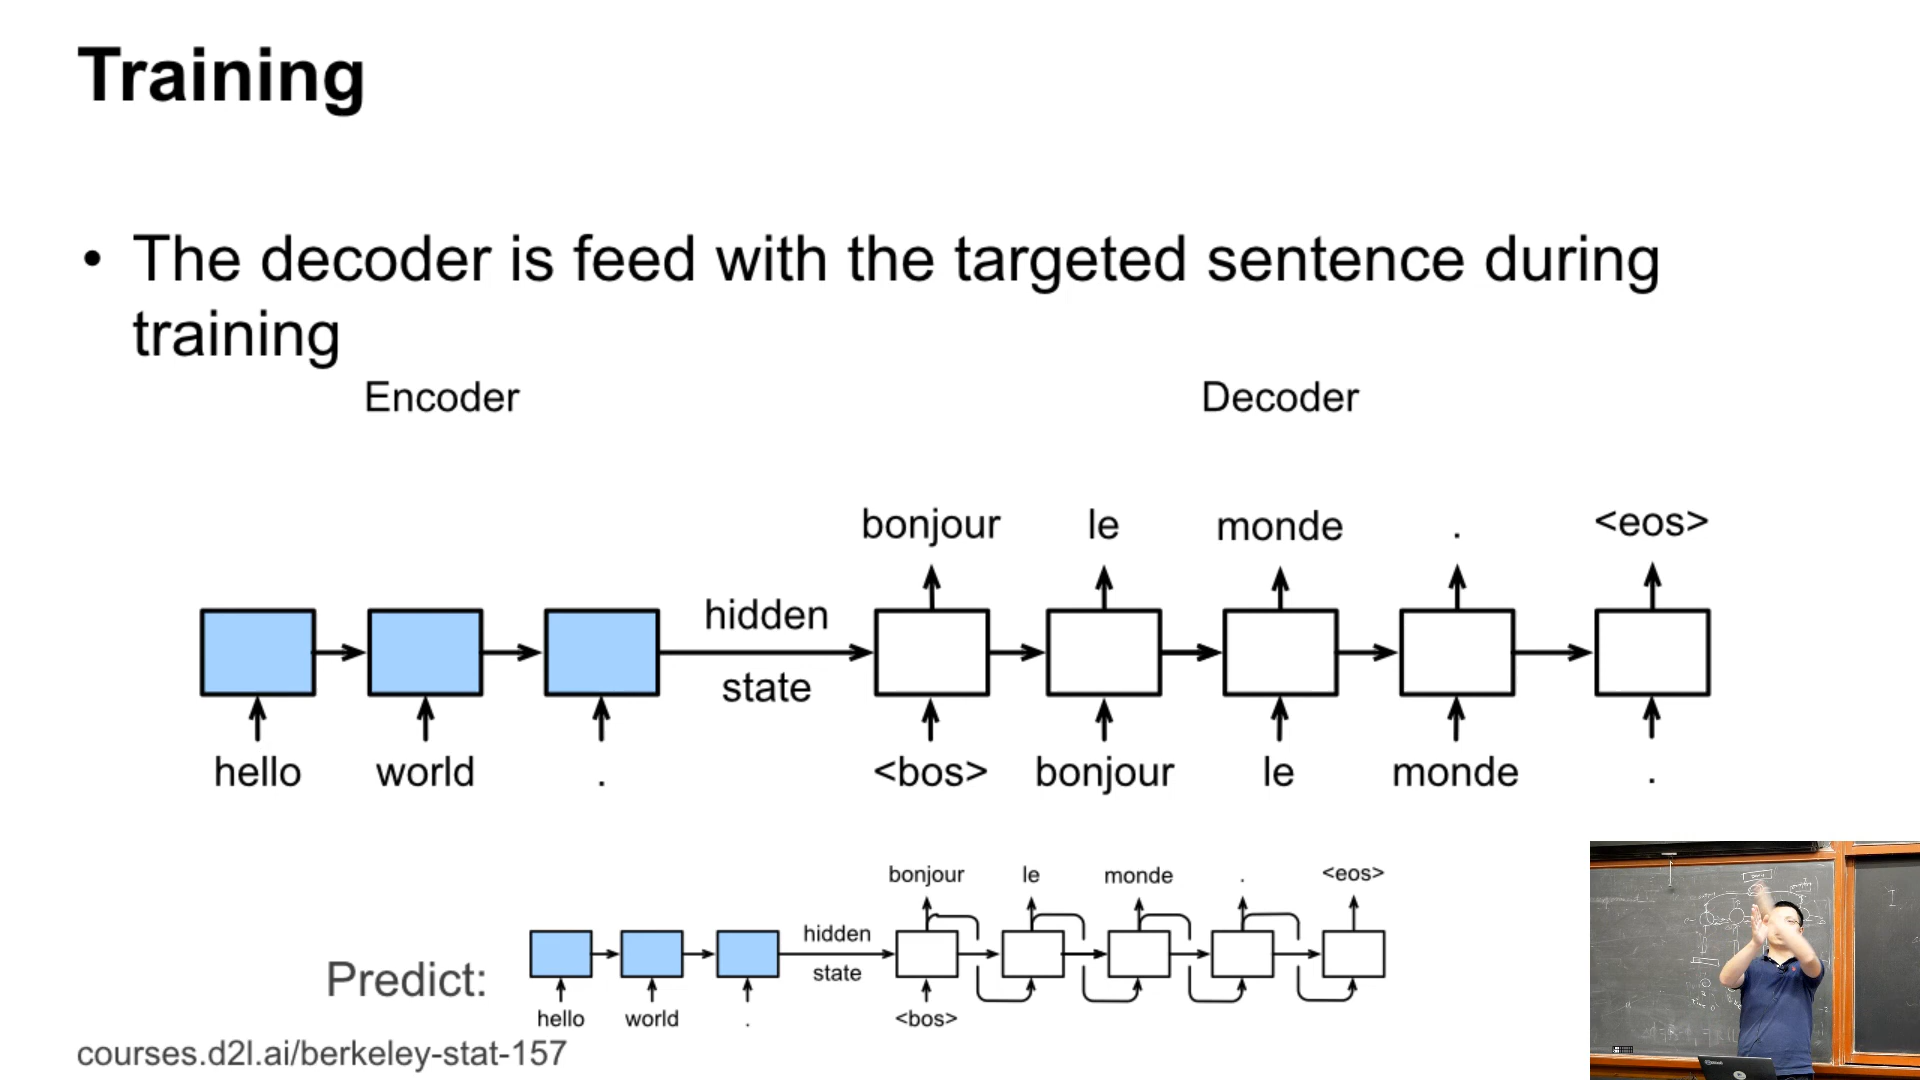 Training
• The decoder is feed with the targeted sentence during
training
Encoder Decoder
bonjour le monde . <eos>
hidden
state
hello world . <bos> bonjour le monde .
bonjour le monde . <eos>
hidden
state
Predict:
hello world . <bos>
courses.d2l.ai/berkeley-stat-157